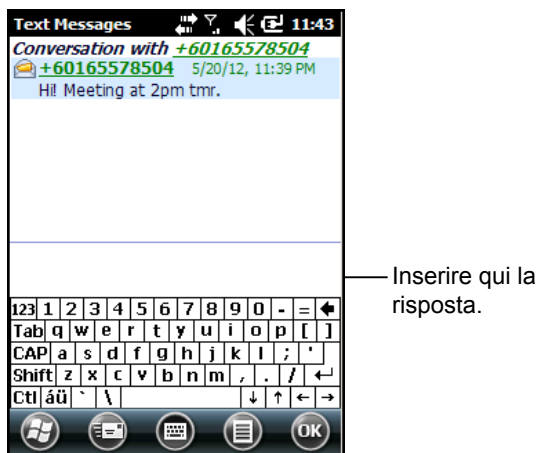 Text Messages 11:43
Conversation with +60165578504
+60165578504 5/20/12, 11:39 PM
Hi! Meeting at 2pm tmr.
Inserire qui la
risposta.
123 1 2 3 4 5 6 7 8 9 0 - = 🡄
Tab q w e r t y u i o p [ ]
CAP a s d f g h j k l ; '
Shift z x c v b n m , . / ↵
Ctl áü ` \ ↓ ↑ ← →
OK